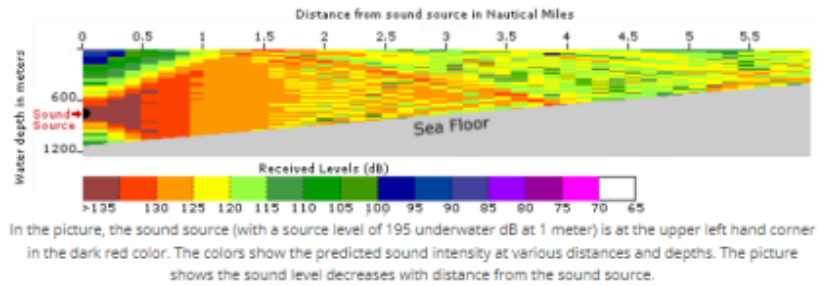 Distance from sound source in Nautical Miles
0 0.5 1 1.5 2 2.5 3 3.5 4 4.5 5 5.5
Water depth in meters
600
Sound
Source
1200
Sea Floor
Received Levels (dB)
>135 130 125 120 115 110 105 100 95 90 85 80 75 70 65
In the picture, the sound source (with a source level of 195 underwater dB at 1 meter) is at the upper left hand corner
in the dark red color. The colors show the predicted sound intensity at various distances and depths. The picture
shows the sound level decreases with distance from the sound source.